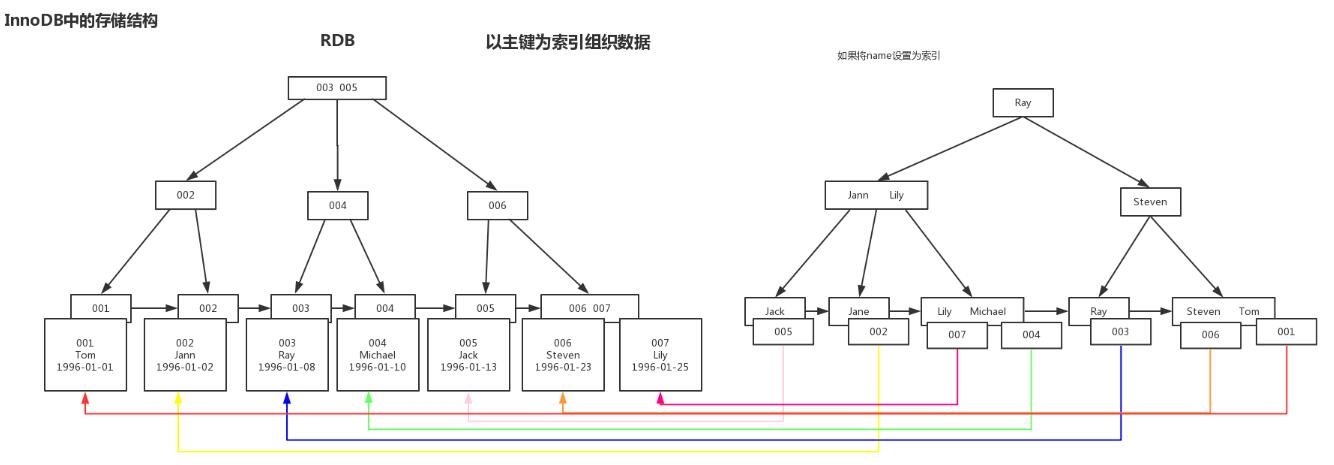 InnoDB中的存储结构
RDB
以主键为索引组织数据
如果将name设置为索引
003 005
Ray
002
004
006
Jann Lily
Steven
001
002
003
004
005
006 007
Jack
Jane
Lily Michael
Ray
Steven Tom
005
002
007
004
003
006
001
001
Tom
1996-01-01
002
Jann
1996-01-02
003
Ray
1996-01-08
004
Michael
1996-01-10
005
Jack
1996-01-13
006
Steven
1996-01-23
007
Lily
1996-01-25